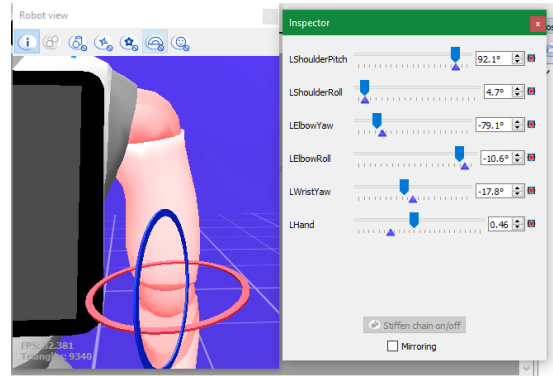 Robot view
FPS: 32.381
Triangles: 9340
Inspector
x
LShoulderPitch 92.1°
LShoulderRoll 4.7°
LElbowYaw -79.1°
LElbowRoll -10.6°
LWristYaw -17.8°
LHand 0.46
Stiffen chain on/off
Mirroring